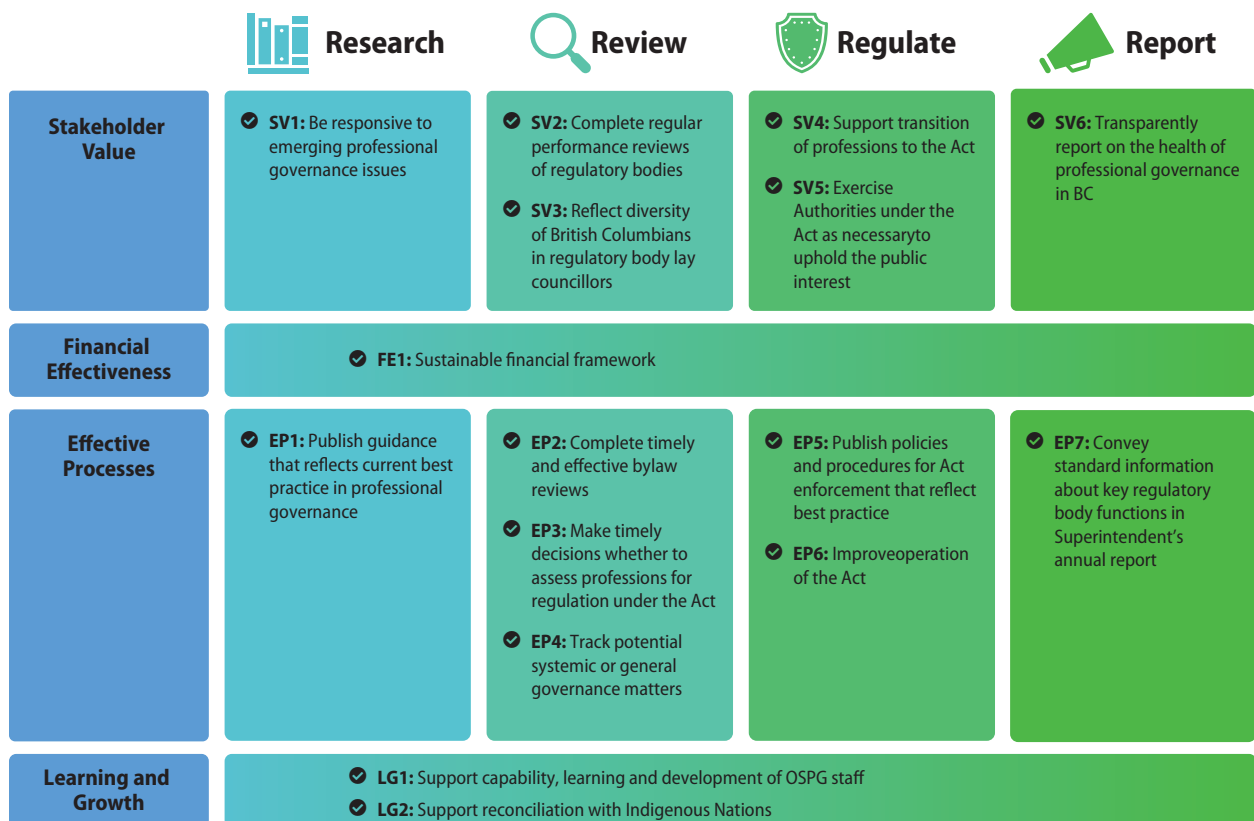 Research
Review
Regulate
Report
Stakeholder
Value
SV1: Be responsive to
emerging professional
governance issues
SV2: Complete regular
performance reviews
of regulatory bodies
SV3: Reflect diversity
of British Columbians
in regulatory body lay
councillors
SV4: Support transition
of professions to the Act
SV5: Exercise
Authorities under the
Act as necessaryto
uphold the public
interest
SV6: Transparently
report on the health of
professional governance
in BC
Financial
Effectiveness
FE1: Sustainable financial framework
Effective
Processes
EP1: Publish guidance
that reflects current best
practice in professional
governance
EP2: Complete timely
and effective bylaw
reviews
EP3: Make timely
decisions whether to
assess professions for
regulation under the Act
EP4: Track potential
systemic or general
governance matters
EP5: Publish policies
and procedures for Act
enforcement that reflect
best practice
EP6: Improveoperation
of the Act
EP7: Convey
standard information
about key regulatory
body functions in
Superintendent's
annual report
Learning and
Growth
LG1: Support capability, learning and development of OSPG staff
LG2: Support reconciliation with Indigenous Nations